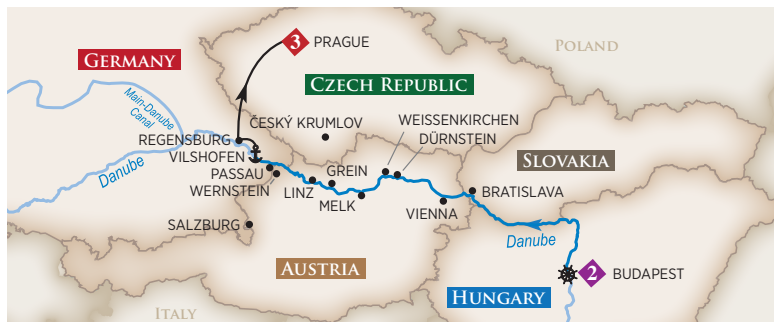 3 PRAGUE
POLAND
GERMANY
CZECH REPUBLIC
Main-Danube
Canal
WEISSENKIRCHEN
ČESKÝ KRUMLOV
DÜRNSTEIN
REGENSBURG
VILSHOFEN
SLOVAKIA
Danube
PASSAU
GREIN
WERNSTEIN
LINZ
BRATISLAVA
MELK
VIENNA
SALZBURG
Danube
AUSTRIA
2 BUDAPEST
HUNGARY
ITALY